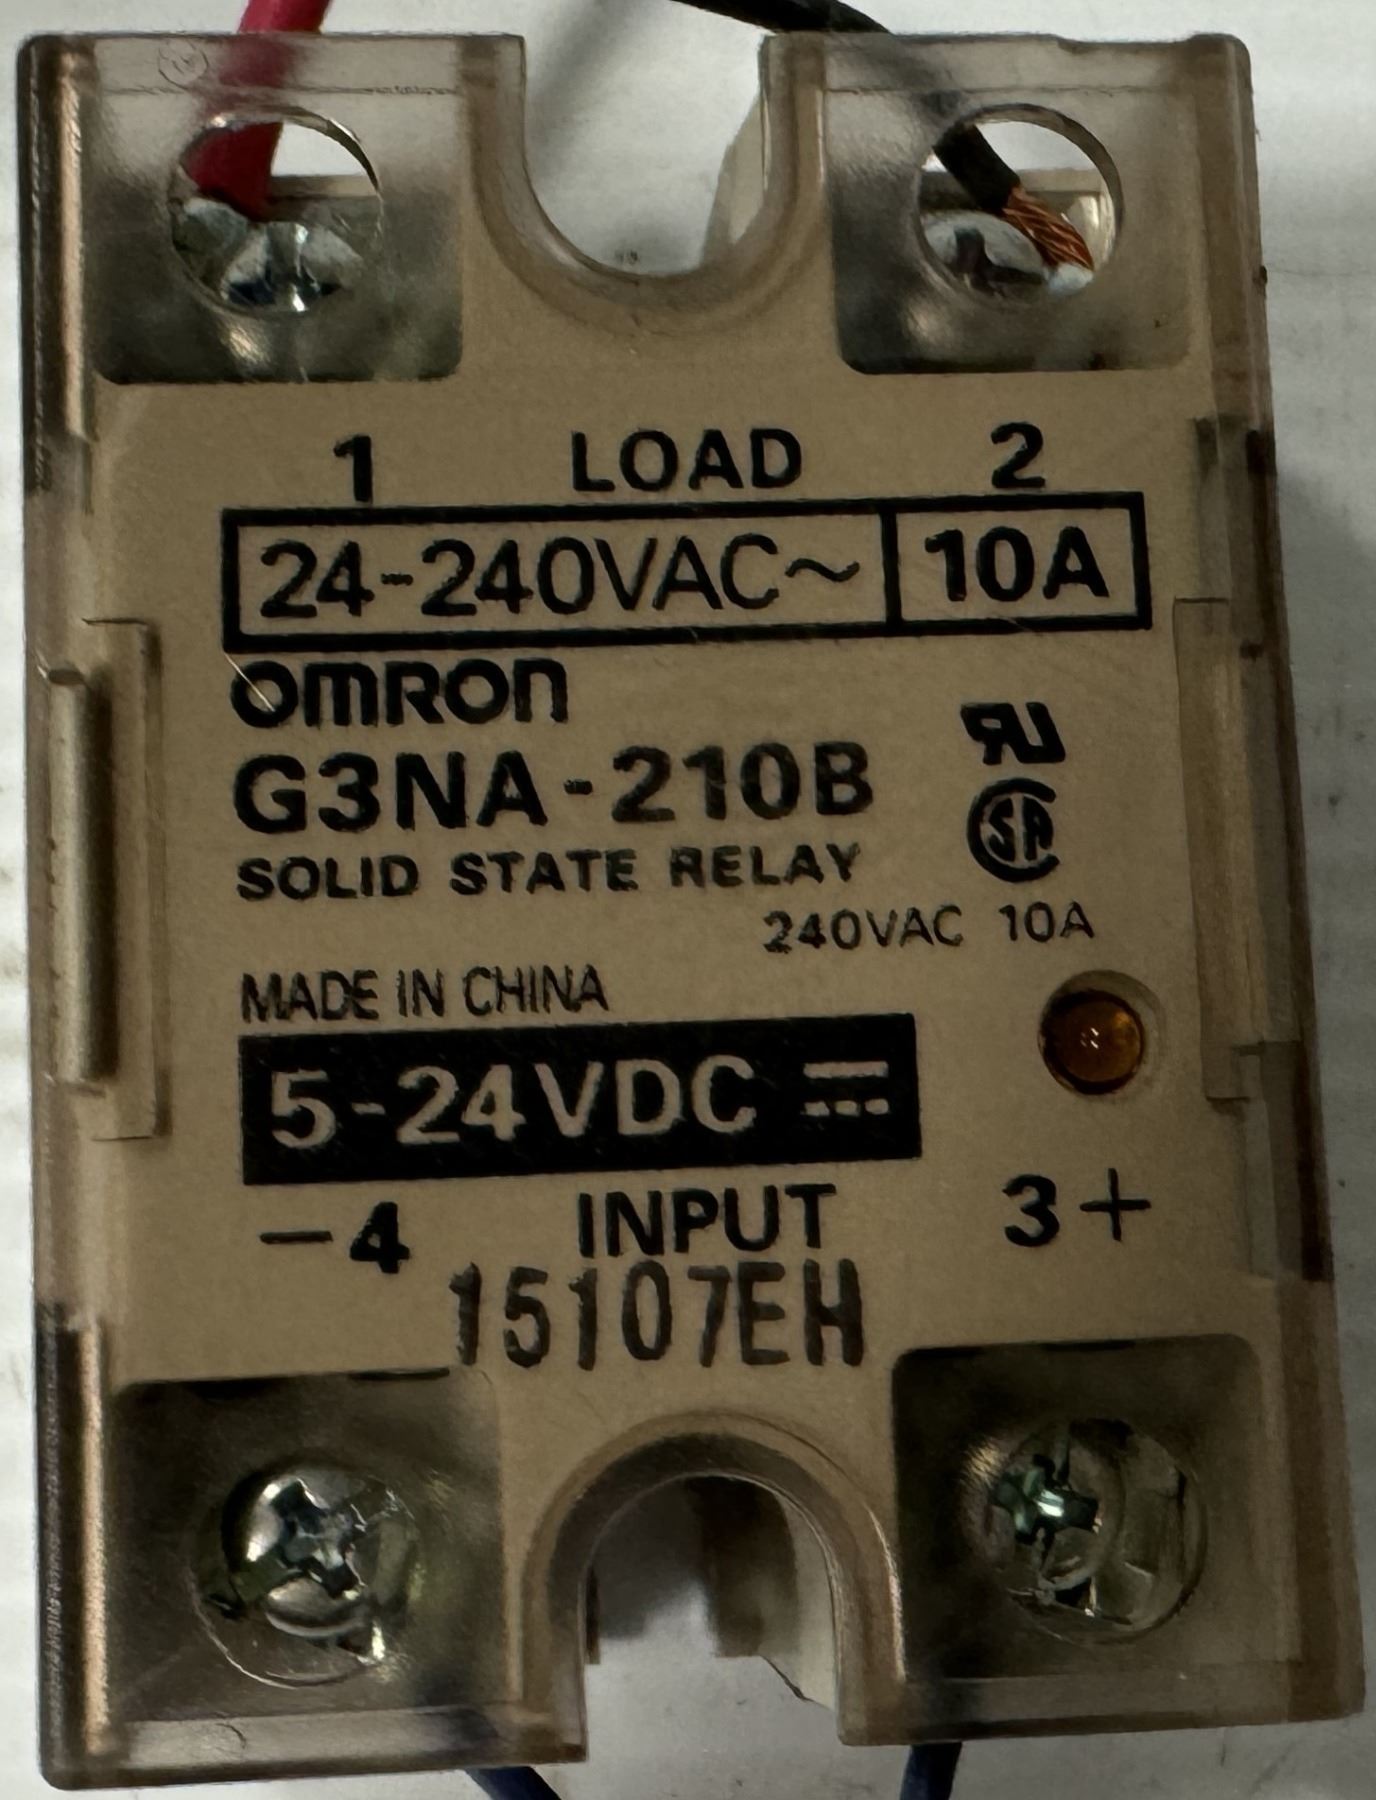 1 LOAD 2
24-240VAC~ 10A
OMRON
G3NA-210B
SOLID STATE RELAY
240VAC 10A
MADE IN CHINA
5-24VDC
-4 INPUT 3+
15107EH